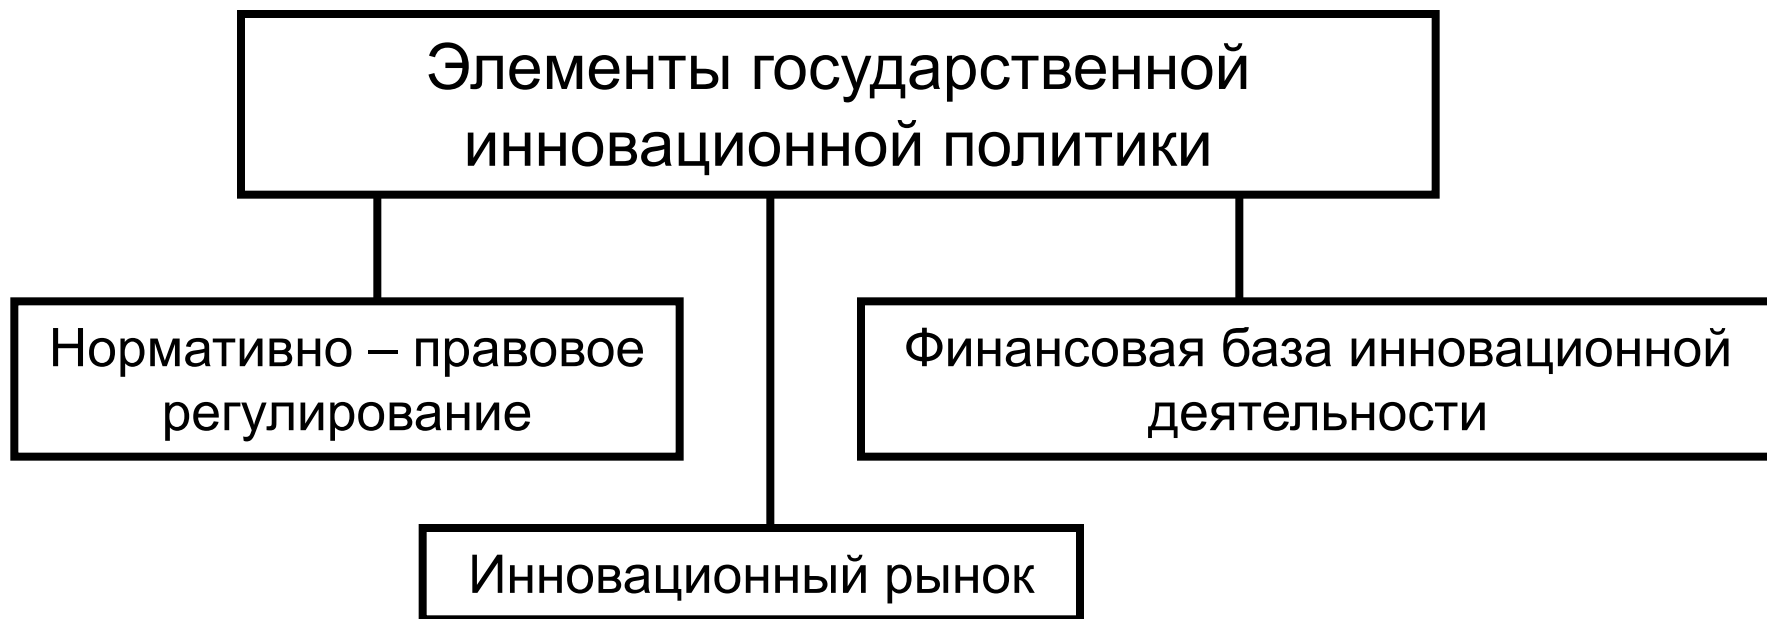 Элементы государственной
инновационной политики
Нормативно – правовое
регулирование
Финансовая база инновационной
деятельности
Инновационный рынок